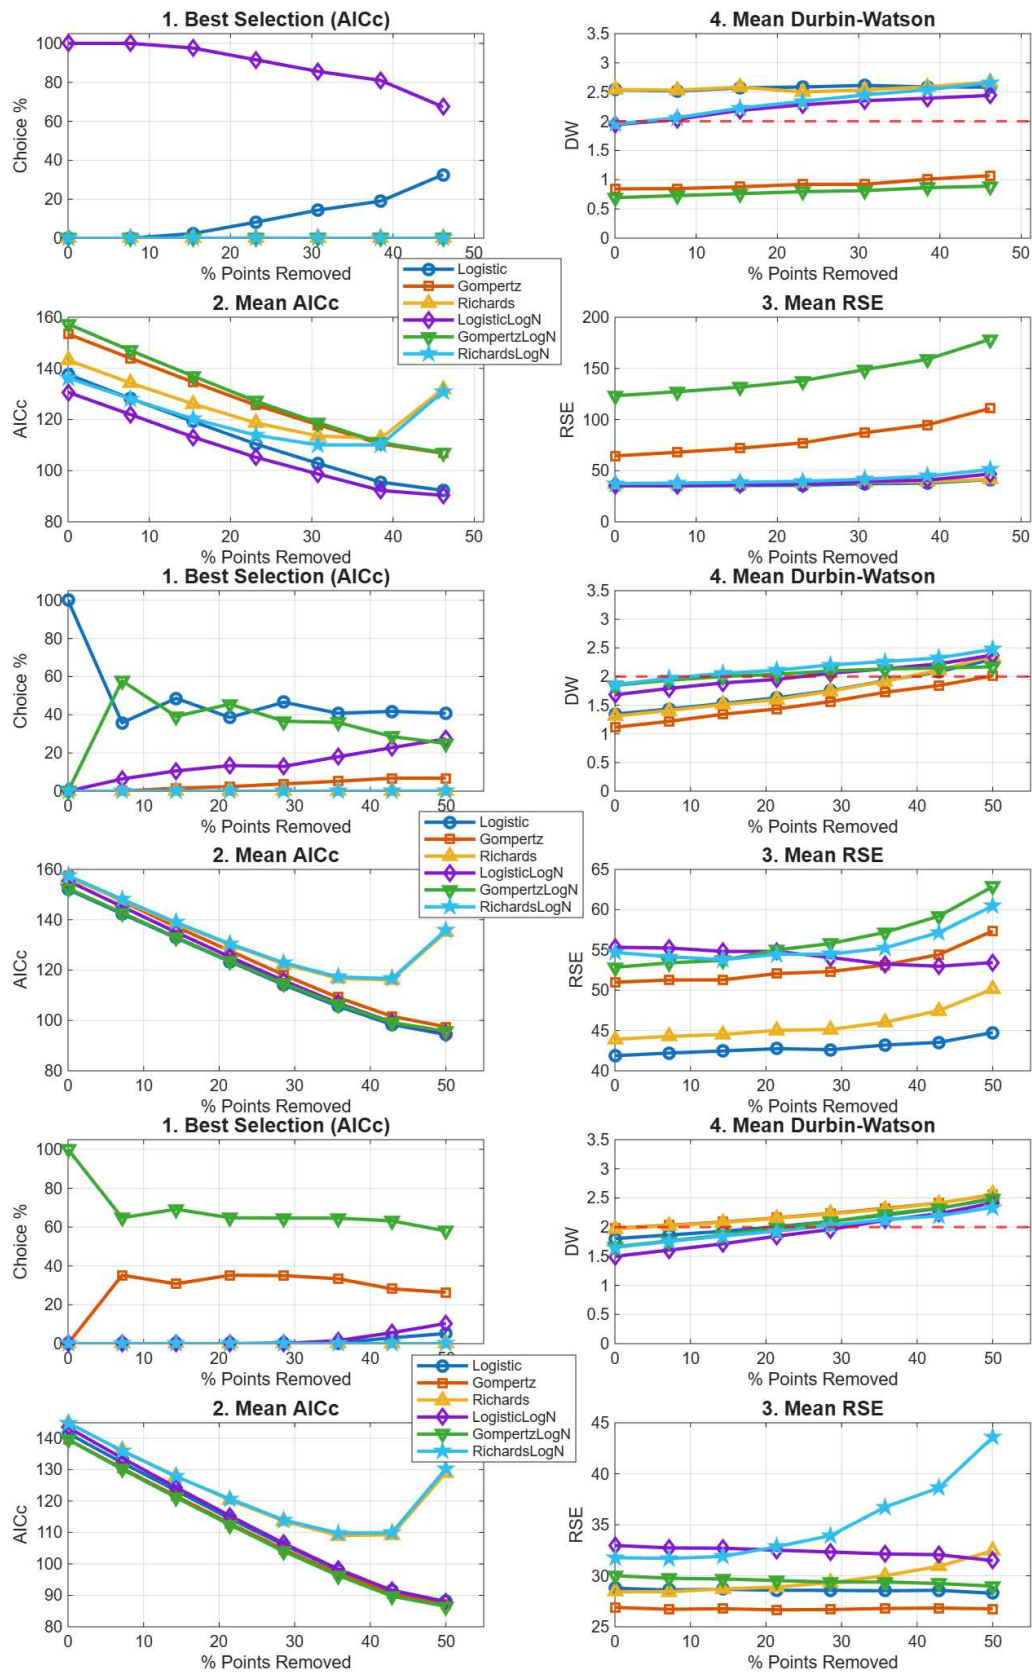 1. Best Selection (AICc)
100
80
60
40
20
0
Choice %
0 10 20 30 40 50
% Points Removed
4. Mean Durbin-Watson
3.5
3
2.5
2
1.5
1
0.5
0
DW
0 10 20 30 40 50
% Points Removed
Logistic
Gompertz
Richards
LogisticLogN
GompertzLogN
RichardsLogN
2. Mean AICc
160
140
120
100
80
AICc
0 10 20 30 40 50
% Points Removed
3. Mean RSE
200
150
100
50
0
RSE
0 10 20 30 40 50
% Points Removed
1. Best Selection (AICc)
100
80
60
40
20
0
Choice %
0 10 20 30 40 50
% Points Removed
4. Mean Durbin-Watson
3.5
3
2.5
2
1.5
1
0.5
0
DW
0 10 20 30 40 50
% Points Removed
Logistic
Gompertz
Richards
LogisticLogN
GompertzLogN
RichardsLogN
2. Mean AICc
160
140
120
100
80
AICc
0 10 20 30 40 50
% Points Removed
3. Mean RSE
65
60
55
50
45
40
RSE
0 10 20 30 40 50
% Points Removed
1. Best Selection (AICc)
100
80
60
40
20
0
Choice %
0 10 20 30 40 50
% Points Removed
4. Mean Durbin-Watson
3.5
3
2.5
2
1.5
1
0.5
0
DW
0 10 20 30 40 50
% Points Removed
Logistic
Gompertz
Richards
LogisticLogN
GompertzLogN
RichardsLogN
2. Mean AICc
140
130
120
110
100
90
80
AICc
0 10 20 30 40 50
% Points Removed
3. Mean RSE
45
40
35
30
25
RSE
0 10 20 30 40 50
% Points Removed